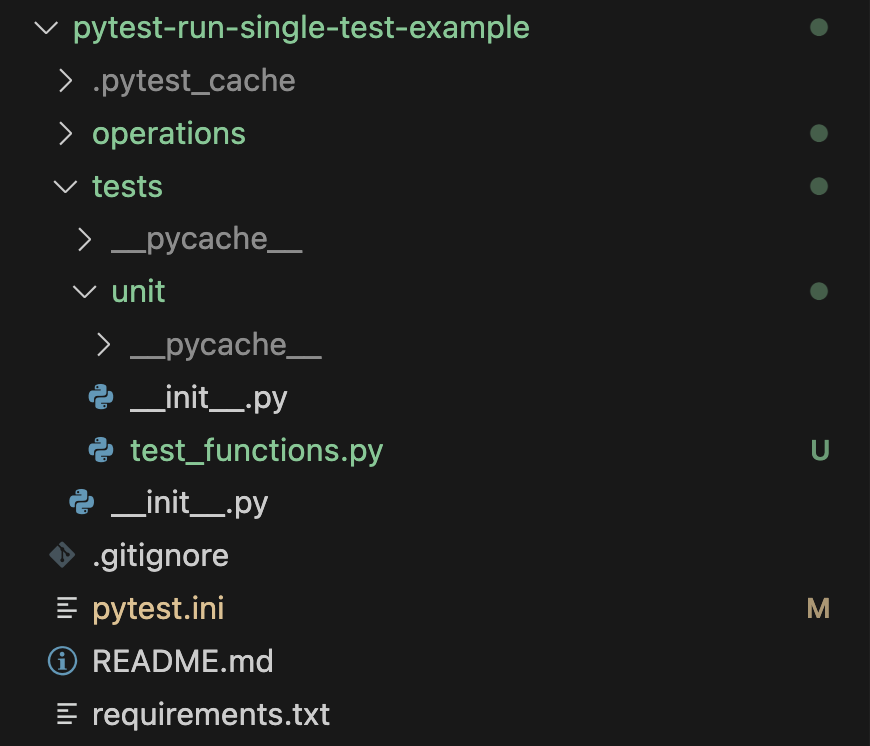 pytest-run-single-test-example
.pytest_cache
operations
tests
__pycache__
unit
__pycache__
__init__.py
test_functions.py U
__init__.py
.gitignore
pytest.ini M
README.md
requirements.txt